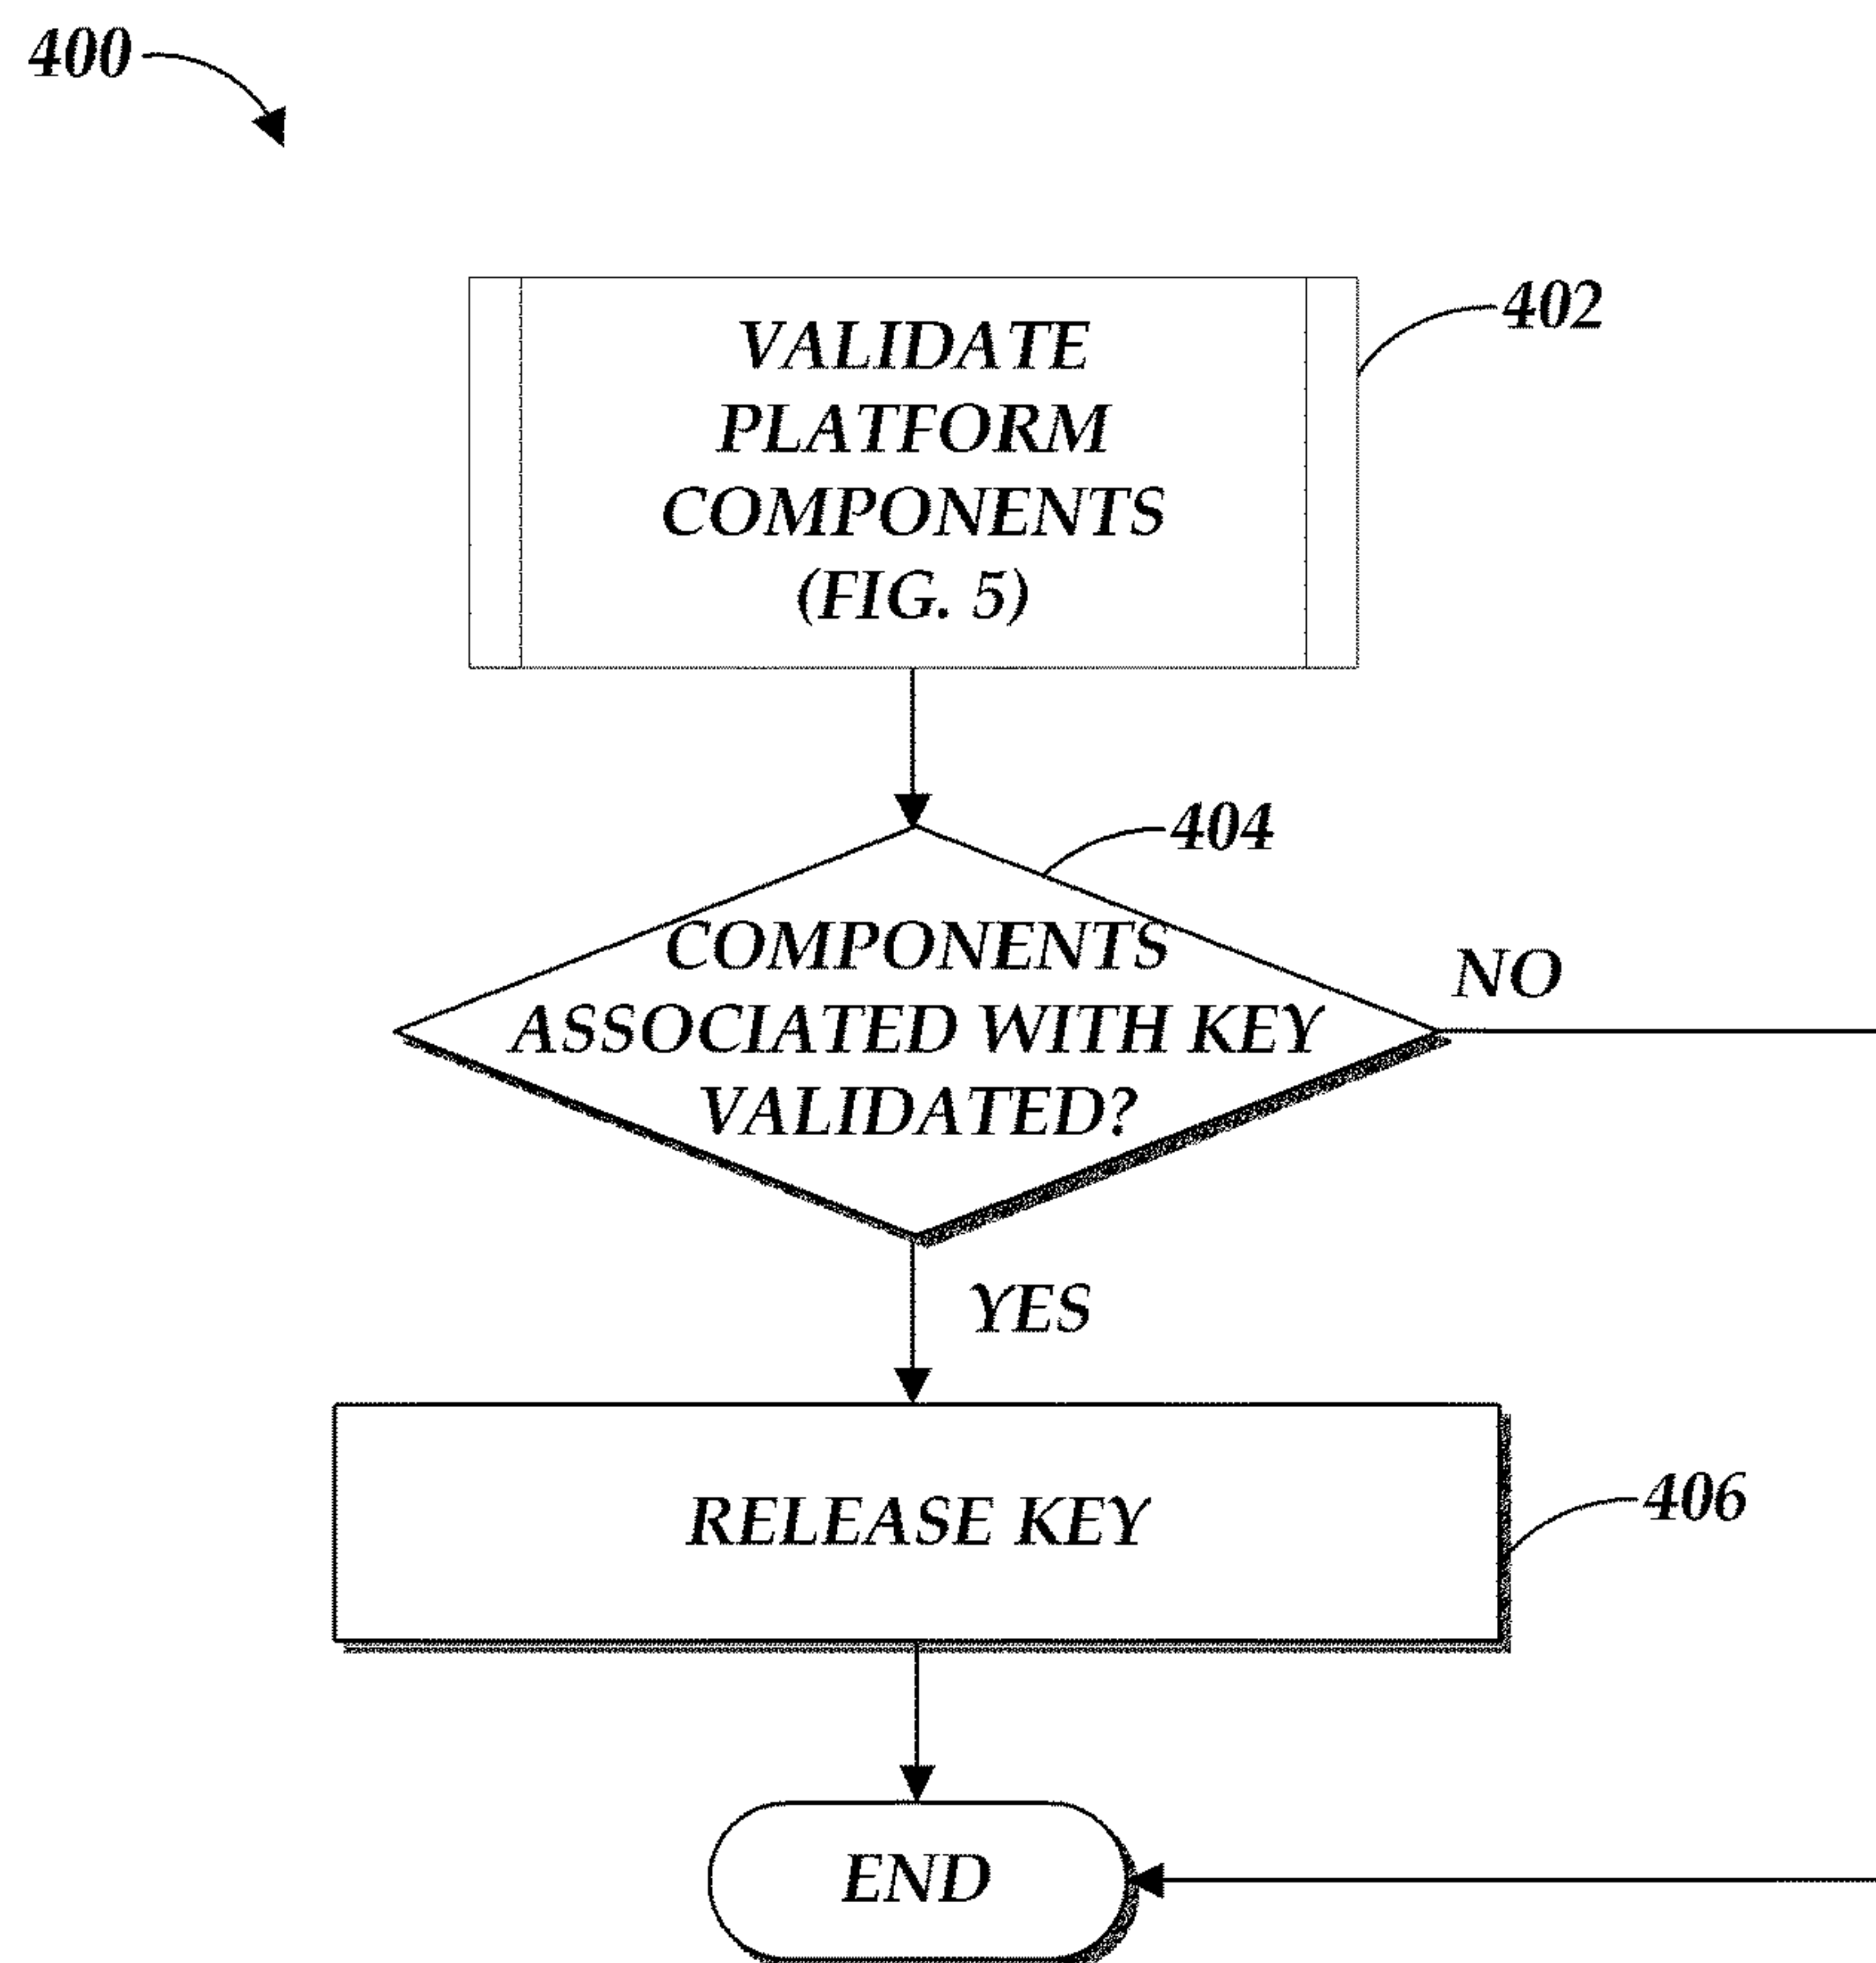 400
VALIDATE
PLATFORM
COMPONENTS
(FIG. 5)
402
404
COMPONENTS
ASSOCIATED WITH KEY
VALIDATED?
NO
YES
RELEASE KEY
406
END